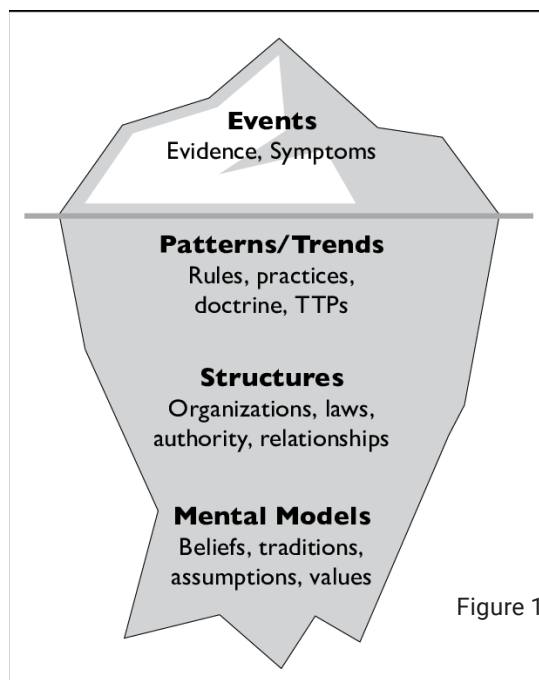 Events
Evidence, Symptoms
Patterns/Trends
Rules, practices,
doctrine, TTPs
Structures
Organizations, laws,
authority, relationships
Mental Models
Beliefs, traditions,
assumptions, values
Figure 1